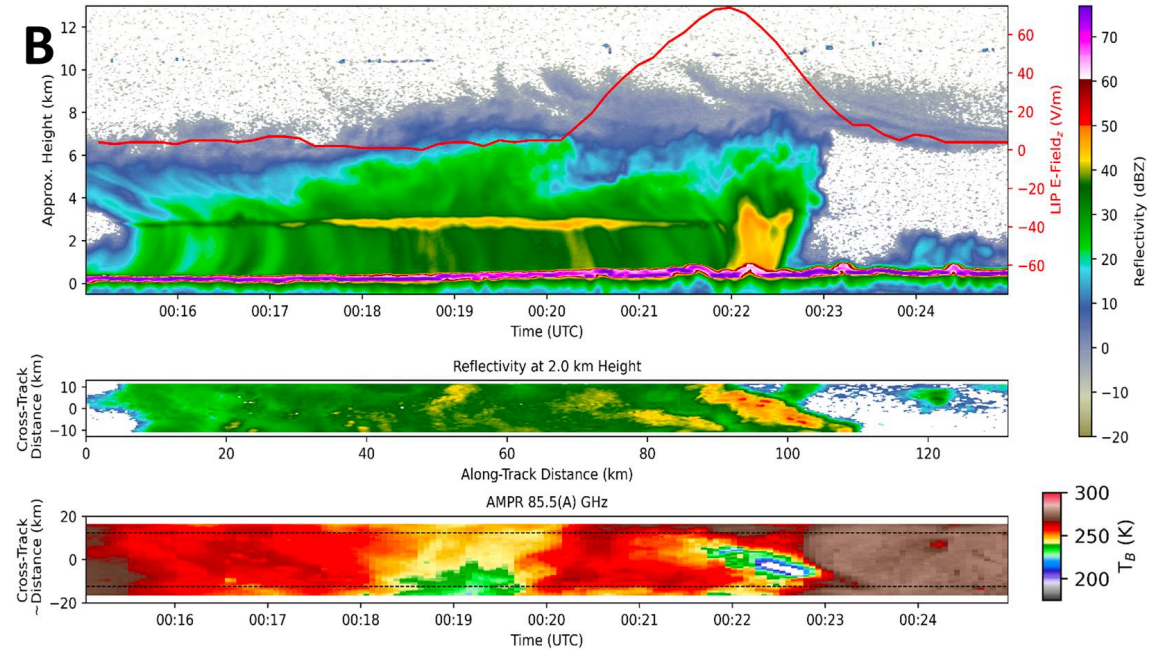 B
12
10
8
6
4
2
0
Approx. Height (km)
60
40
20
0
−20
−40
−60
LIP E-Field_z (V/m)
00:16 00:17 00:18 00:19 00:20 00:21 00:22 00:23 00:24
Time (UTC)
70
60
50
40
30
20
10
0
−10
−20
Reflectivity (dBZ)
Reflectivity at 2.0 km Height
10
0
−10
Cross-Track
Distance (km)
0 20 40 60 80 100 120
Along-Track Distance (km)
AMPR 85.5(A) GHz
20
0
−20
Cross-Track
~Distance (km)
00:16 00:17 00:18 00:19 00:20 00:21 00:22 00:23 00:24
Time (UTC)
300
250
200
T_B (K)